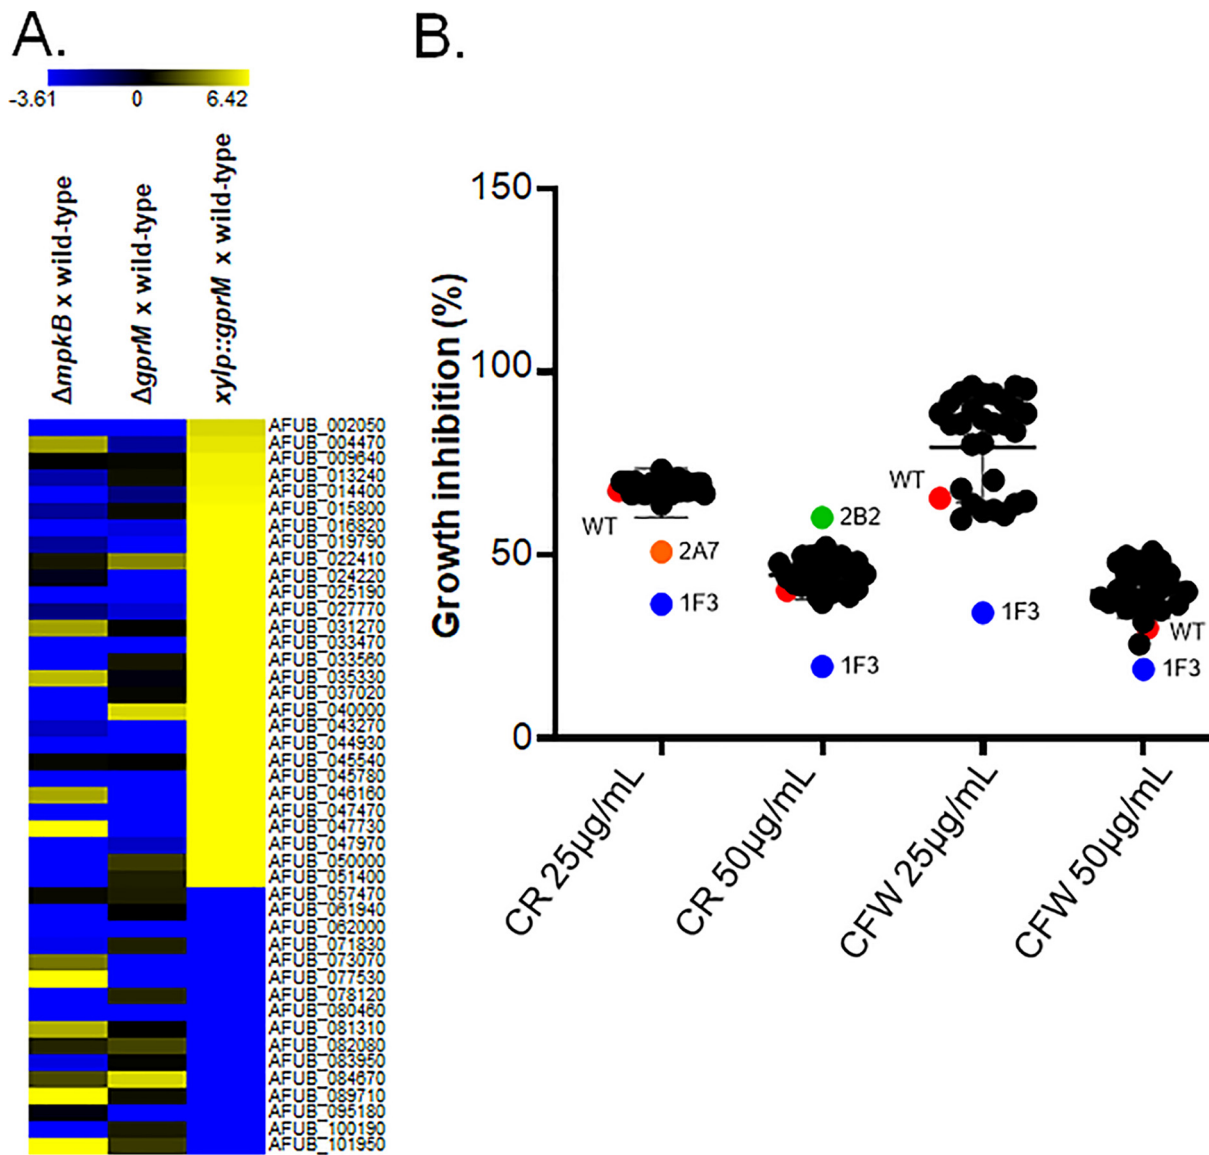 A.
-3.61 0 6.42
ΔmpkB x wild-type
ΔgprM x wild-type
xylp::gprM x wild-type
AFUB_002050
AFUB_004470
AFUB_009640
AFUB_013240
AFUB_014400
AFUB_015800
AFUB_016820
AFUB_019790
AFUB_022410
AFUB_024220
AFUB_025190
AFUB_027770
AFUB_031270
AFUB_033470
AFUB_033560
AFUB_035330
AFUB_037020
AFUB_040000
AFUB_043270
AFUB_044930
AFUB_045540
AFUB_045780
AFUB_046160
AFUB_047470
AFUB_047730
AFUB_047970
AFUB_050000
AFUB_051400
AFUB_057470
AFUB_061940
AFUB_062000
AFUB_071830
AFUB_073070
AFUB_077530
AFUB_078120
AFUB_080460
AFUB_081310
AFUB_082080
AFUB_083950
AFUB_084670
AFUB_089710
AFUB_095180
AFUB_100190
AFUB_101950
B.
Growth inhibition (%)
150
100
50
0
WT
2A7
1F3
2B2
1F3
WT
1F3
WT
1F3
CR 25µg/mL
CR 50µg/mL
CFW 25µg/mL
CFW 50µg/mL